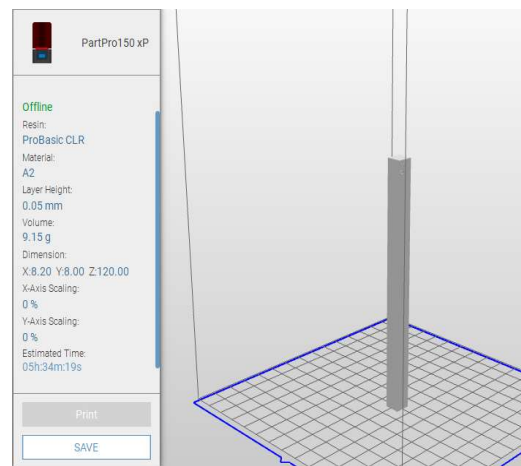 PartPro150 xP
Offline
Resin:
ProBasic CLR
Material:
A2
Layer Height:
0.05 mm
Volume:
9.15 g
Dimension:
X:8.20 Y:8.00 Z:120.00
X-Axis Scaling:
0 %
Y-Axis Scaling:
0 %
Estimated Time:
05h:34m:19s
Print
SAVE